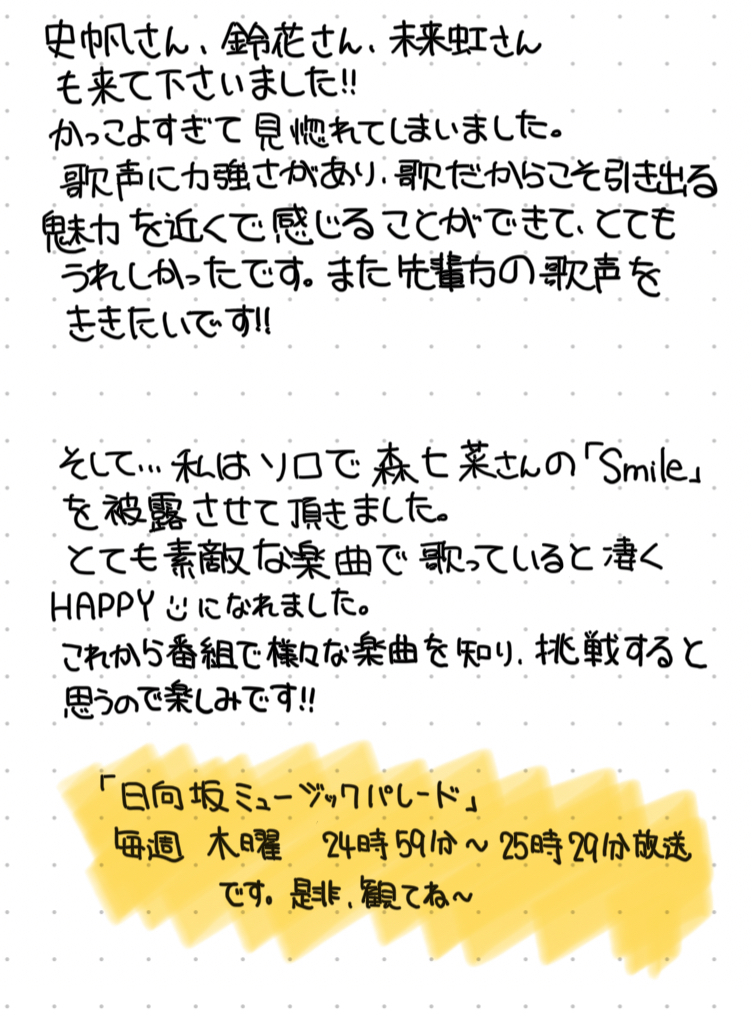 史帆さん、鈴花さん、未来虹さん
も来て下さいました!!
かっこよすぎて見惚れてしまいました。
歌声に力強さがあり、歌だからこそ引き出る
魅力を近くで感じることができて、とても
うれしかったです。また先輩方の歌声を
ききたいです!!
そして…私はソロで森七菜さんの「Smile」
を被露させて頂きました。
とても素敵な楽曲で歌っていると凄く
HAPPY☺になれました。
これから番組で様々な楽曲を知り、挑戦すると
思うので楽しみです!!
「日向坂ミュージックパレード」
毎週 木曜 24時59分〜25時29分放送
です。是非、観てね〜